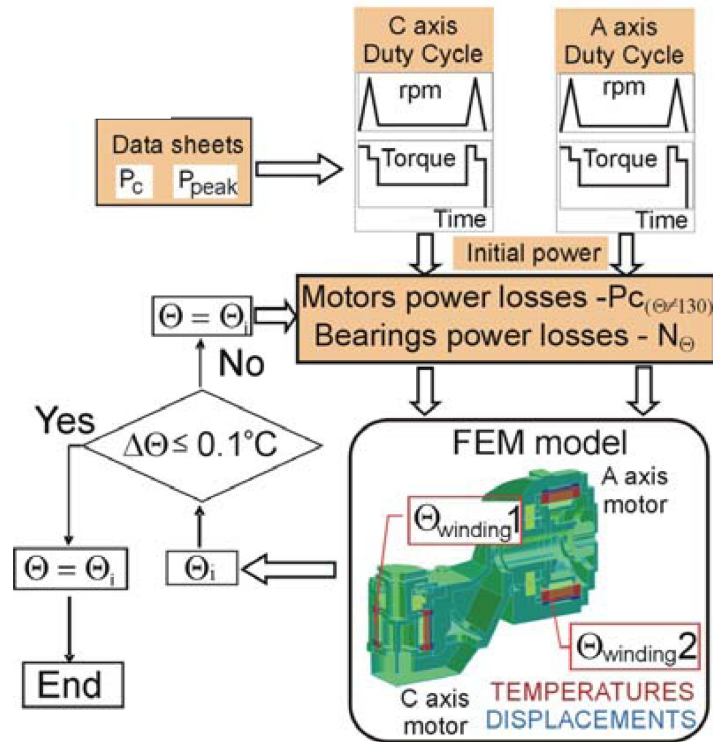 C axis
Duty Cycle
A axis
Duty Cycle
rpm
rpm
Data sheets
Pc Ppeak
Torque
Torque
Time
Time
Initial power
Motors power losses -Pc(Θ≠130)
Bearings power losses - NΘ
Θ = Θi
No
Yes
ΔΘ ≤ 0.1°C
FEM model
A axis
motor
Θwinding1
Θ = Θi
Θi
Θwinding2
End
C axis
motor
TEMPERATURES
DISPLACEMENTS